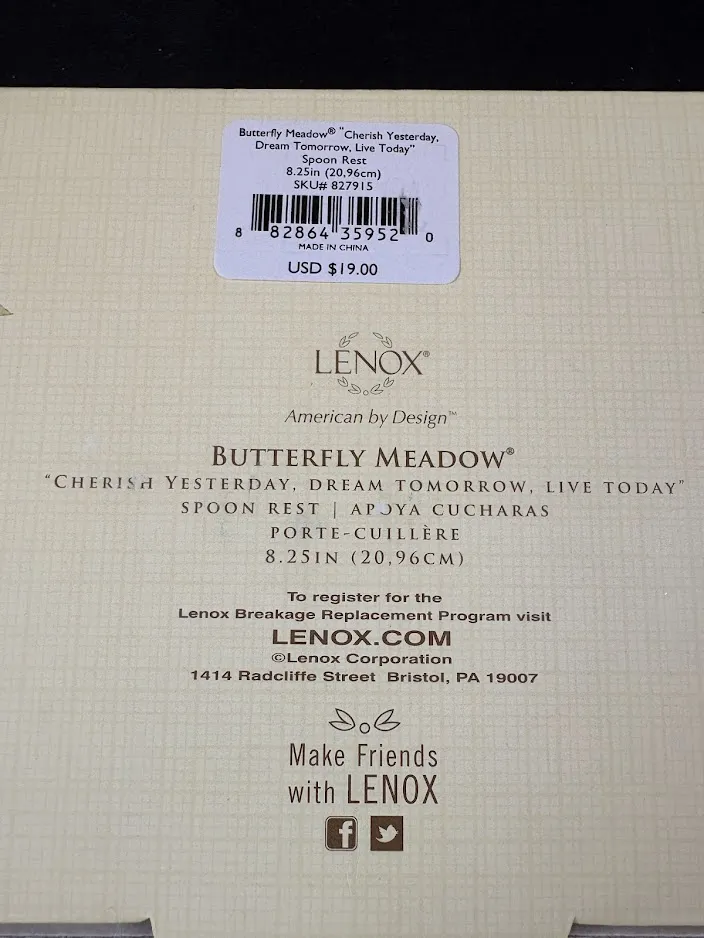 Butterfly Meadow® "Cherish Yesterday,
Dream Tomorrow, Live Today"
Spoon Rest
8.25in (20,96cm)
SKU# 827915
8 82864 35952 0
MADE IN CHINA
USD $19.00
LENOX®
American by Design™
BUTTERFLY MEADOW®
"CHERISH YESTERDAY, DREAM TOMORROW, LIVE TODAY"
SPOON REST | APOYA CUCHARAS
PORTE-CUILLÈRE
8.25IN (20,96CM)
To register for the
Lenox Breakage Replacement Program visit
LENOX.COM
©Lenox Corporation
1414 Radcliffe Street Bristol, PA 19007
Make Friends
with LENOX
f